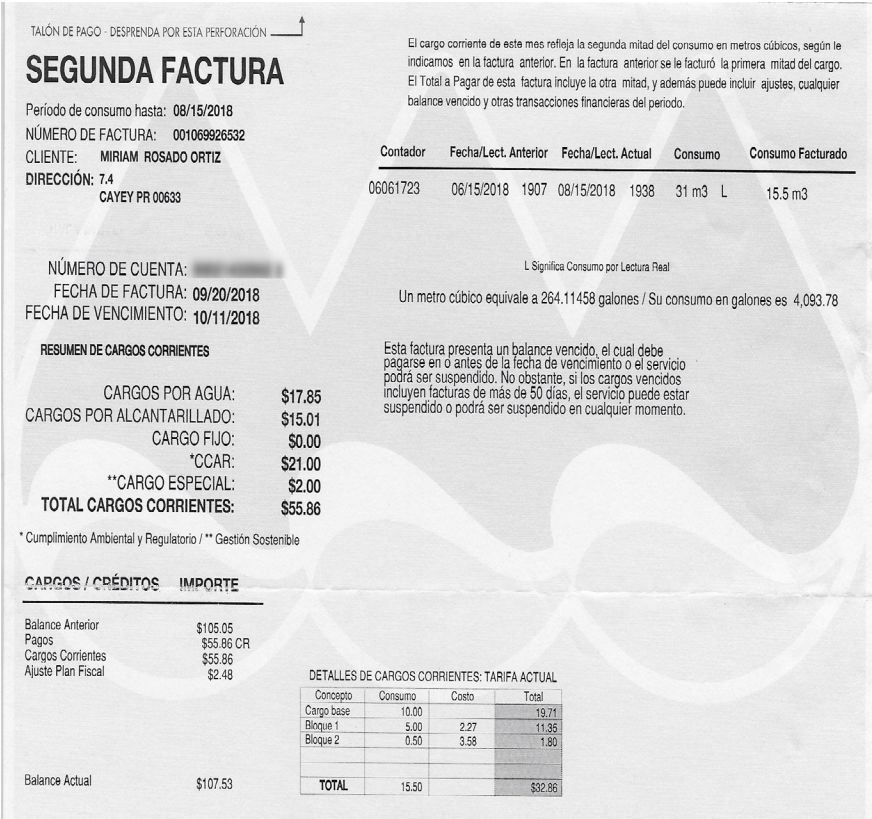 TALÓN DE PAGO - DESPRENDA POR ESTA PERFORACIÓN
SEGUNDA FACTURA
Período de consumo hasta: 08/15/2018
NÚMERO DE FACTURA: 001069926532
CLIENTE: MIRIAM ROSADO ORTIZ
DIRECCIÓN: 7.4
CAYEY PR 00633
NÚMERO DE CUENTA:
FECHA DE FACTURA: 09/20/2018
FECHA DE VENCIMIENTO: 10/11/2018
RESUMEN DE CARGOS CORRIENTES
CARGOS POR AGUA: $17.85
CARGOS POR ALCANTARILLADO: $15.01
CARGO FIJO: $0.00
*CCAR: $21.00
**CARGO ESPECIAL: $2.00
TOTAL CARGOS CORRIENTES: $55.86
* Cumplimiento Ambiental y Regulatorio / ** Gestión Sostenible
CARGOS / CRÉDITOS IMPORTE
Balance Anterior $105.05
Pagos $55.86 CR
Cargos Corrientes $55.86
Ajuste Plan Fiscal $2.48
Balance Actual $107.53
El cargo corriente de este mes refleja la segunda mitad del consumo en metros cúbicos, según le
indicamos en la factura anterior. En la factura anterior se le facturó la primera mitad del cargo.
El Total a Pagar de esta factura incluye la otra mitad, y además puede incluir ajustes, cualquier
balance vencido y otras transacciones financieras del periodo.
Contador Fecha/Lect. Anterior Fecha/Lect. Actual Consumo Consumo Facturado
06061723 06/15/2018 1907 08/15/2018 1938 31 m3 L 15.5 m3
L Significa Consumo por Lectura Real
Un metro cúbico equivale a 264.11458 galones / Su consumo en galones es 4,093.78
Esta factura presenta un balance vencido, el cual debe
pagarse en o antes de la fecha de vencimiento o el servicio
podrá ser suspendido. No obstante, si los cargos vencidos
incluyen facturas de más de 50 días, el servicio puede estar
suspendido o podrá ser suspendido en cualquier momento.
DETALLES DE CARGOS CORRIENTES: TARIFA ACTUAL
Concepto Consumo Costo Total
Cargo base 10.00 19.71
Bloque 1 5.00 2.27 11.35
Bloque 2 0.50 3.58 1.80
TOTAL 15.50 $32.86